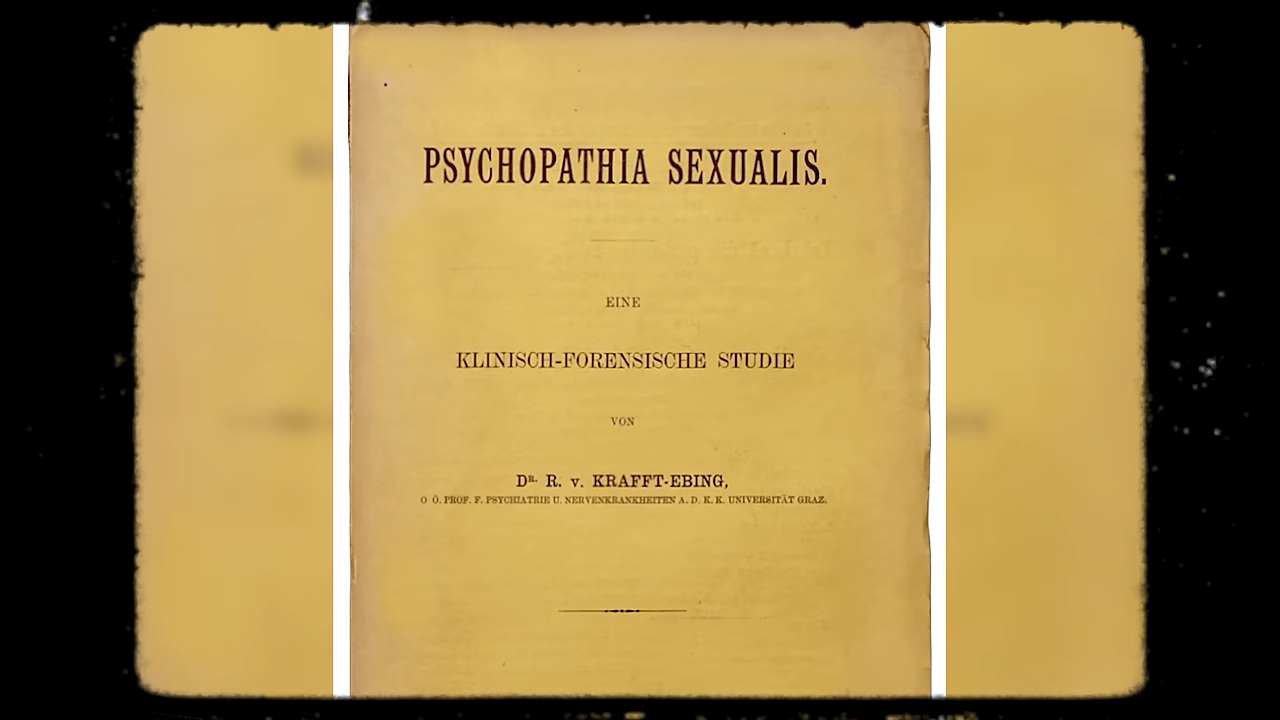 PSYCHOPATHIA SEXUALIS.
EINE
KLINISCH-FORENSISCHE STUDIE
VON
DR. R. v. KRAFFT-EBING,
O Ö. PROF. F. PSYCHIATRIE U. NERVENKRANKHEITEN A. D. K. K. UNIVERSITÄT GRAZ.